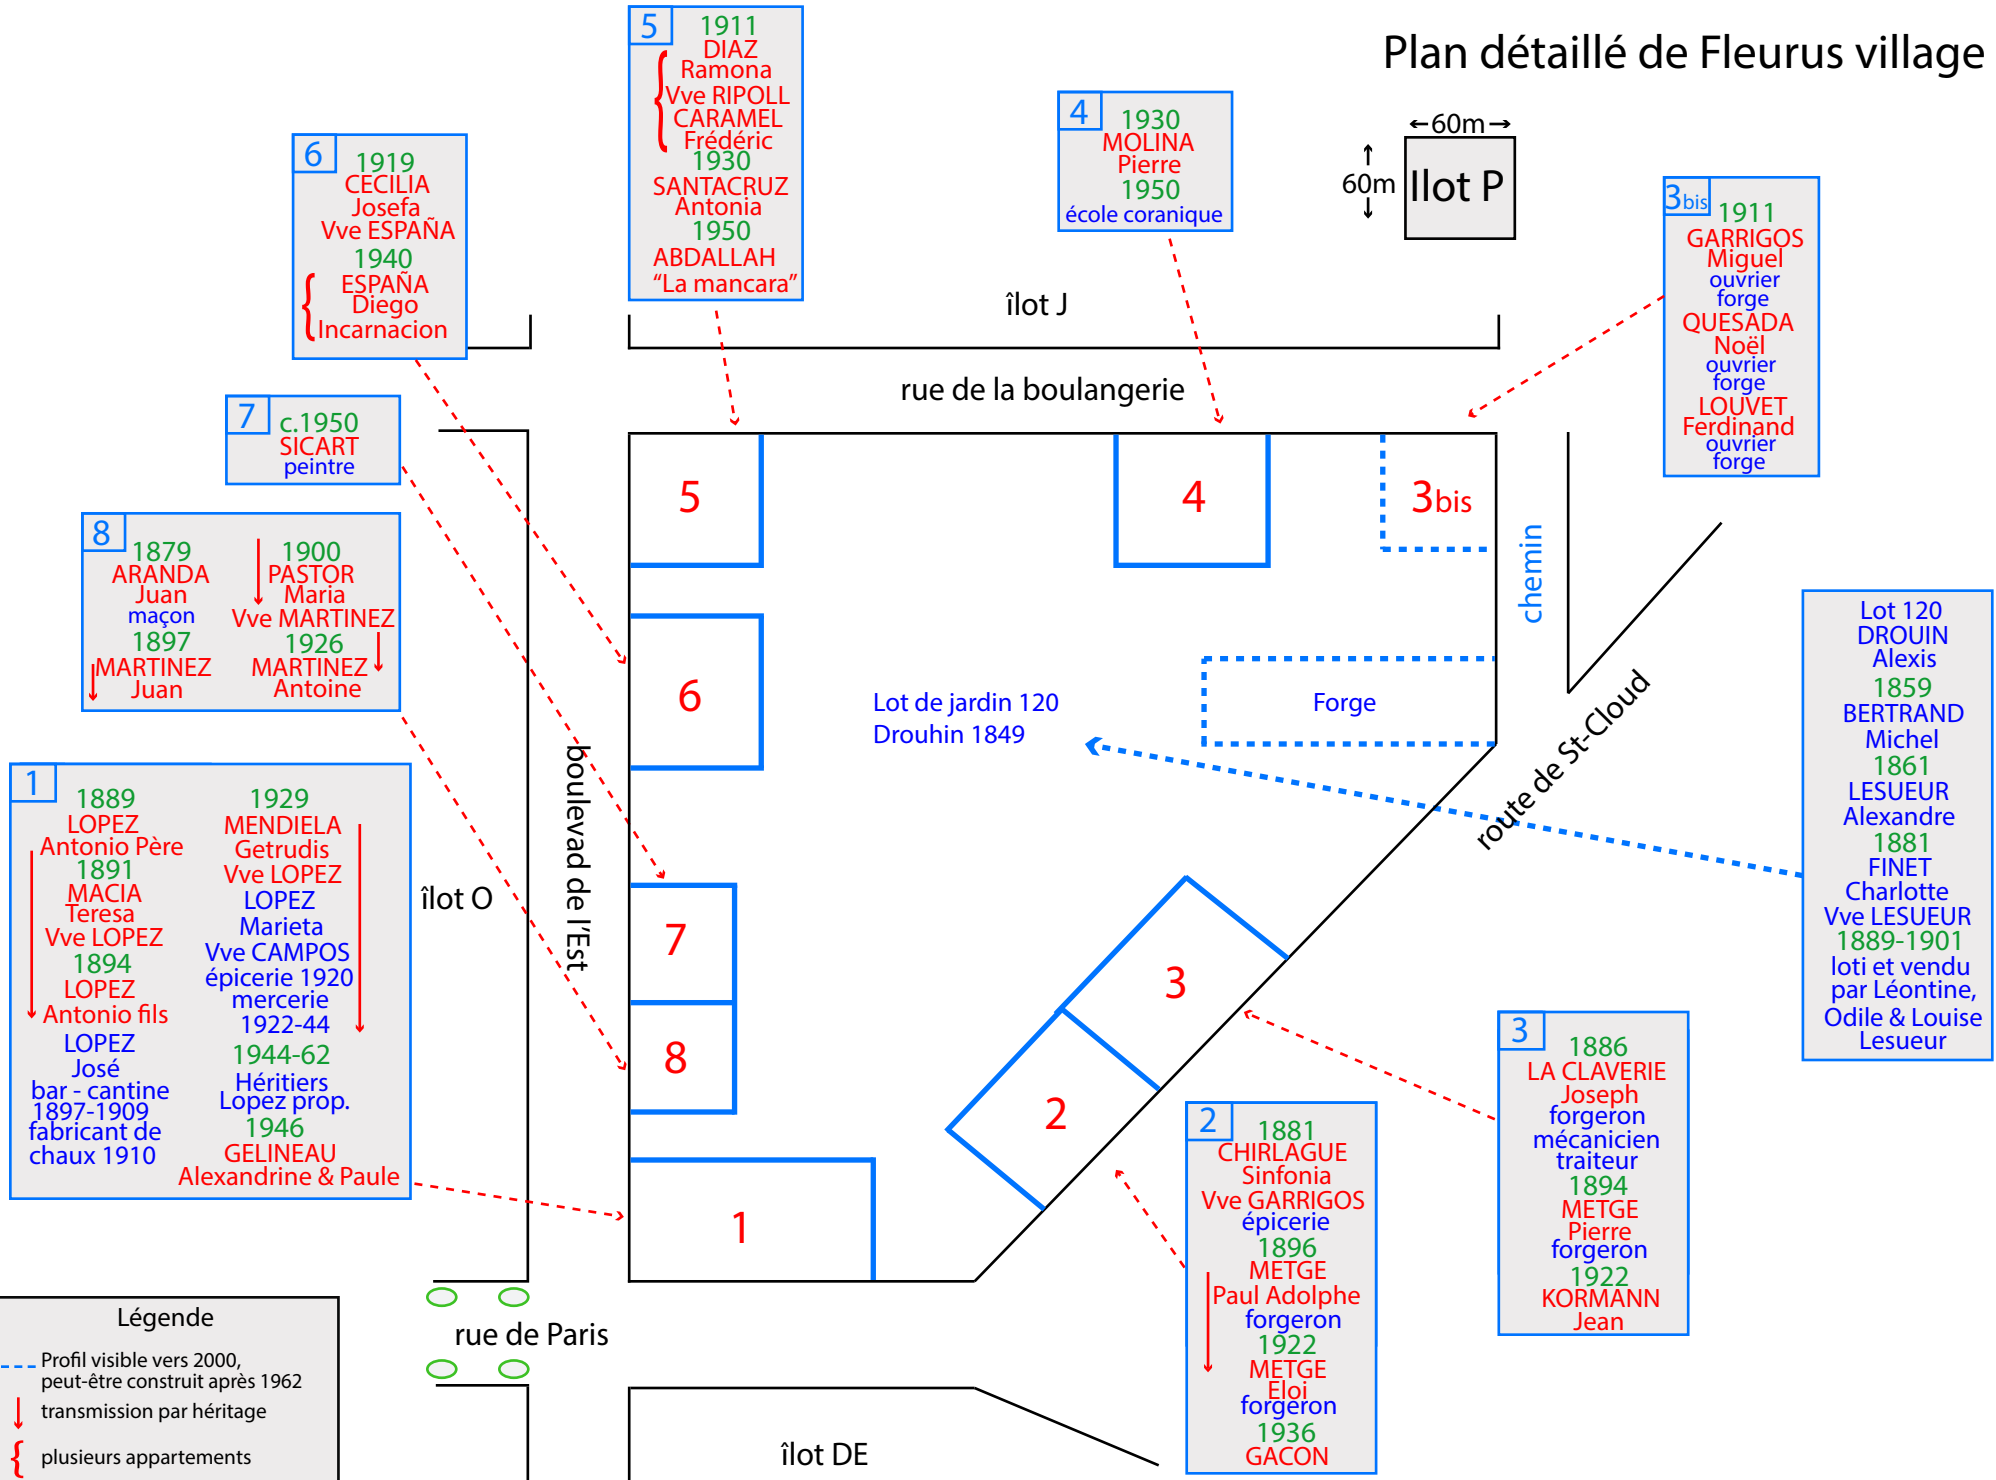 Plan détaillé de Fleurus village
←60m→
60m
Ilot P
5
1911
DIAZ
Ramona
Vve RIPOLL
CARAMEL
Frédéric
1930
SANTACRUZ
Antonia
1950
ABDALLAH
“La mancara”
4
1930
MOLINA
Pierre
1950
école coranique
3bis
1911
GARRIGOS
Miguel
ouvrier
forge
QUESADA
Noël
ouvrier
forge
LOUVET
Ferdinand
ouvrier
forge
6
1919
CECILIA
Josefa
Vve ESPAÑA
1940
ESPAÑA
Diego
Incarnacion
îlot J
rue de la boulangerie
7
c.1950
SICART
peintre
8
1879
ARANDA
Juan
maçon
1897
MARTINEZ
Juan
1900
PASTOR
Maria
Vve MARTINEZ
1926
MARTINEZ
Antoine
5
4
3bis
chemin
6
Lot de jardin 120
Drouhin 1849
Forge
route de St-Cloud
Lot 120
DROUIN
Alexis
1859
BERTRAND
Michel
1861
LESUEUR
Alexandre
1881
FINET
Charlotte
Vve LESUEUR
1889-1901
loti et vendu
par Léontine,
Odile & Louise
Lesueur
1
1889
LOPEZ
Antonio Père
1891
MACIA
Teresa
Vve LOPEZ
1894
LOPEZ
Antonio fils
LOPEZ
José
bar - cantine
1897-1909
fabricant de
chaux 1910
1929
MENDIELA
Getrudis
Vve LOPEZ
LOPEZ
Marieta
Vve CAMPOS
épicerie 1920
mercerie
1922-44
1944-62
Héritiers
Lopez prop.
1946
GELINEAU
Alexandrine & Paule
îlot O
boulevad de l'Est
7
8
3
2
1
2
1881
CHIRLAGUE
Sinfonia
Vve GARRIGOS
épicerie
1896
METGE
Paul Adolphe
forgeron
1922
METGE
Eloi
forgeron
1936
GACON
3
1886
LA CLAVERIE
Joseph
forgeron
mécanicien
traiteur
1894
METGE
Pierre
forgeron
1922
KORMANN
Jean
rue de Paris
îlot DE
Légende
Profil visible vers 2000,
peut-être construit après 1962
transmission par héritage
plusieurs appartements